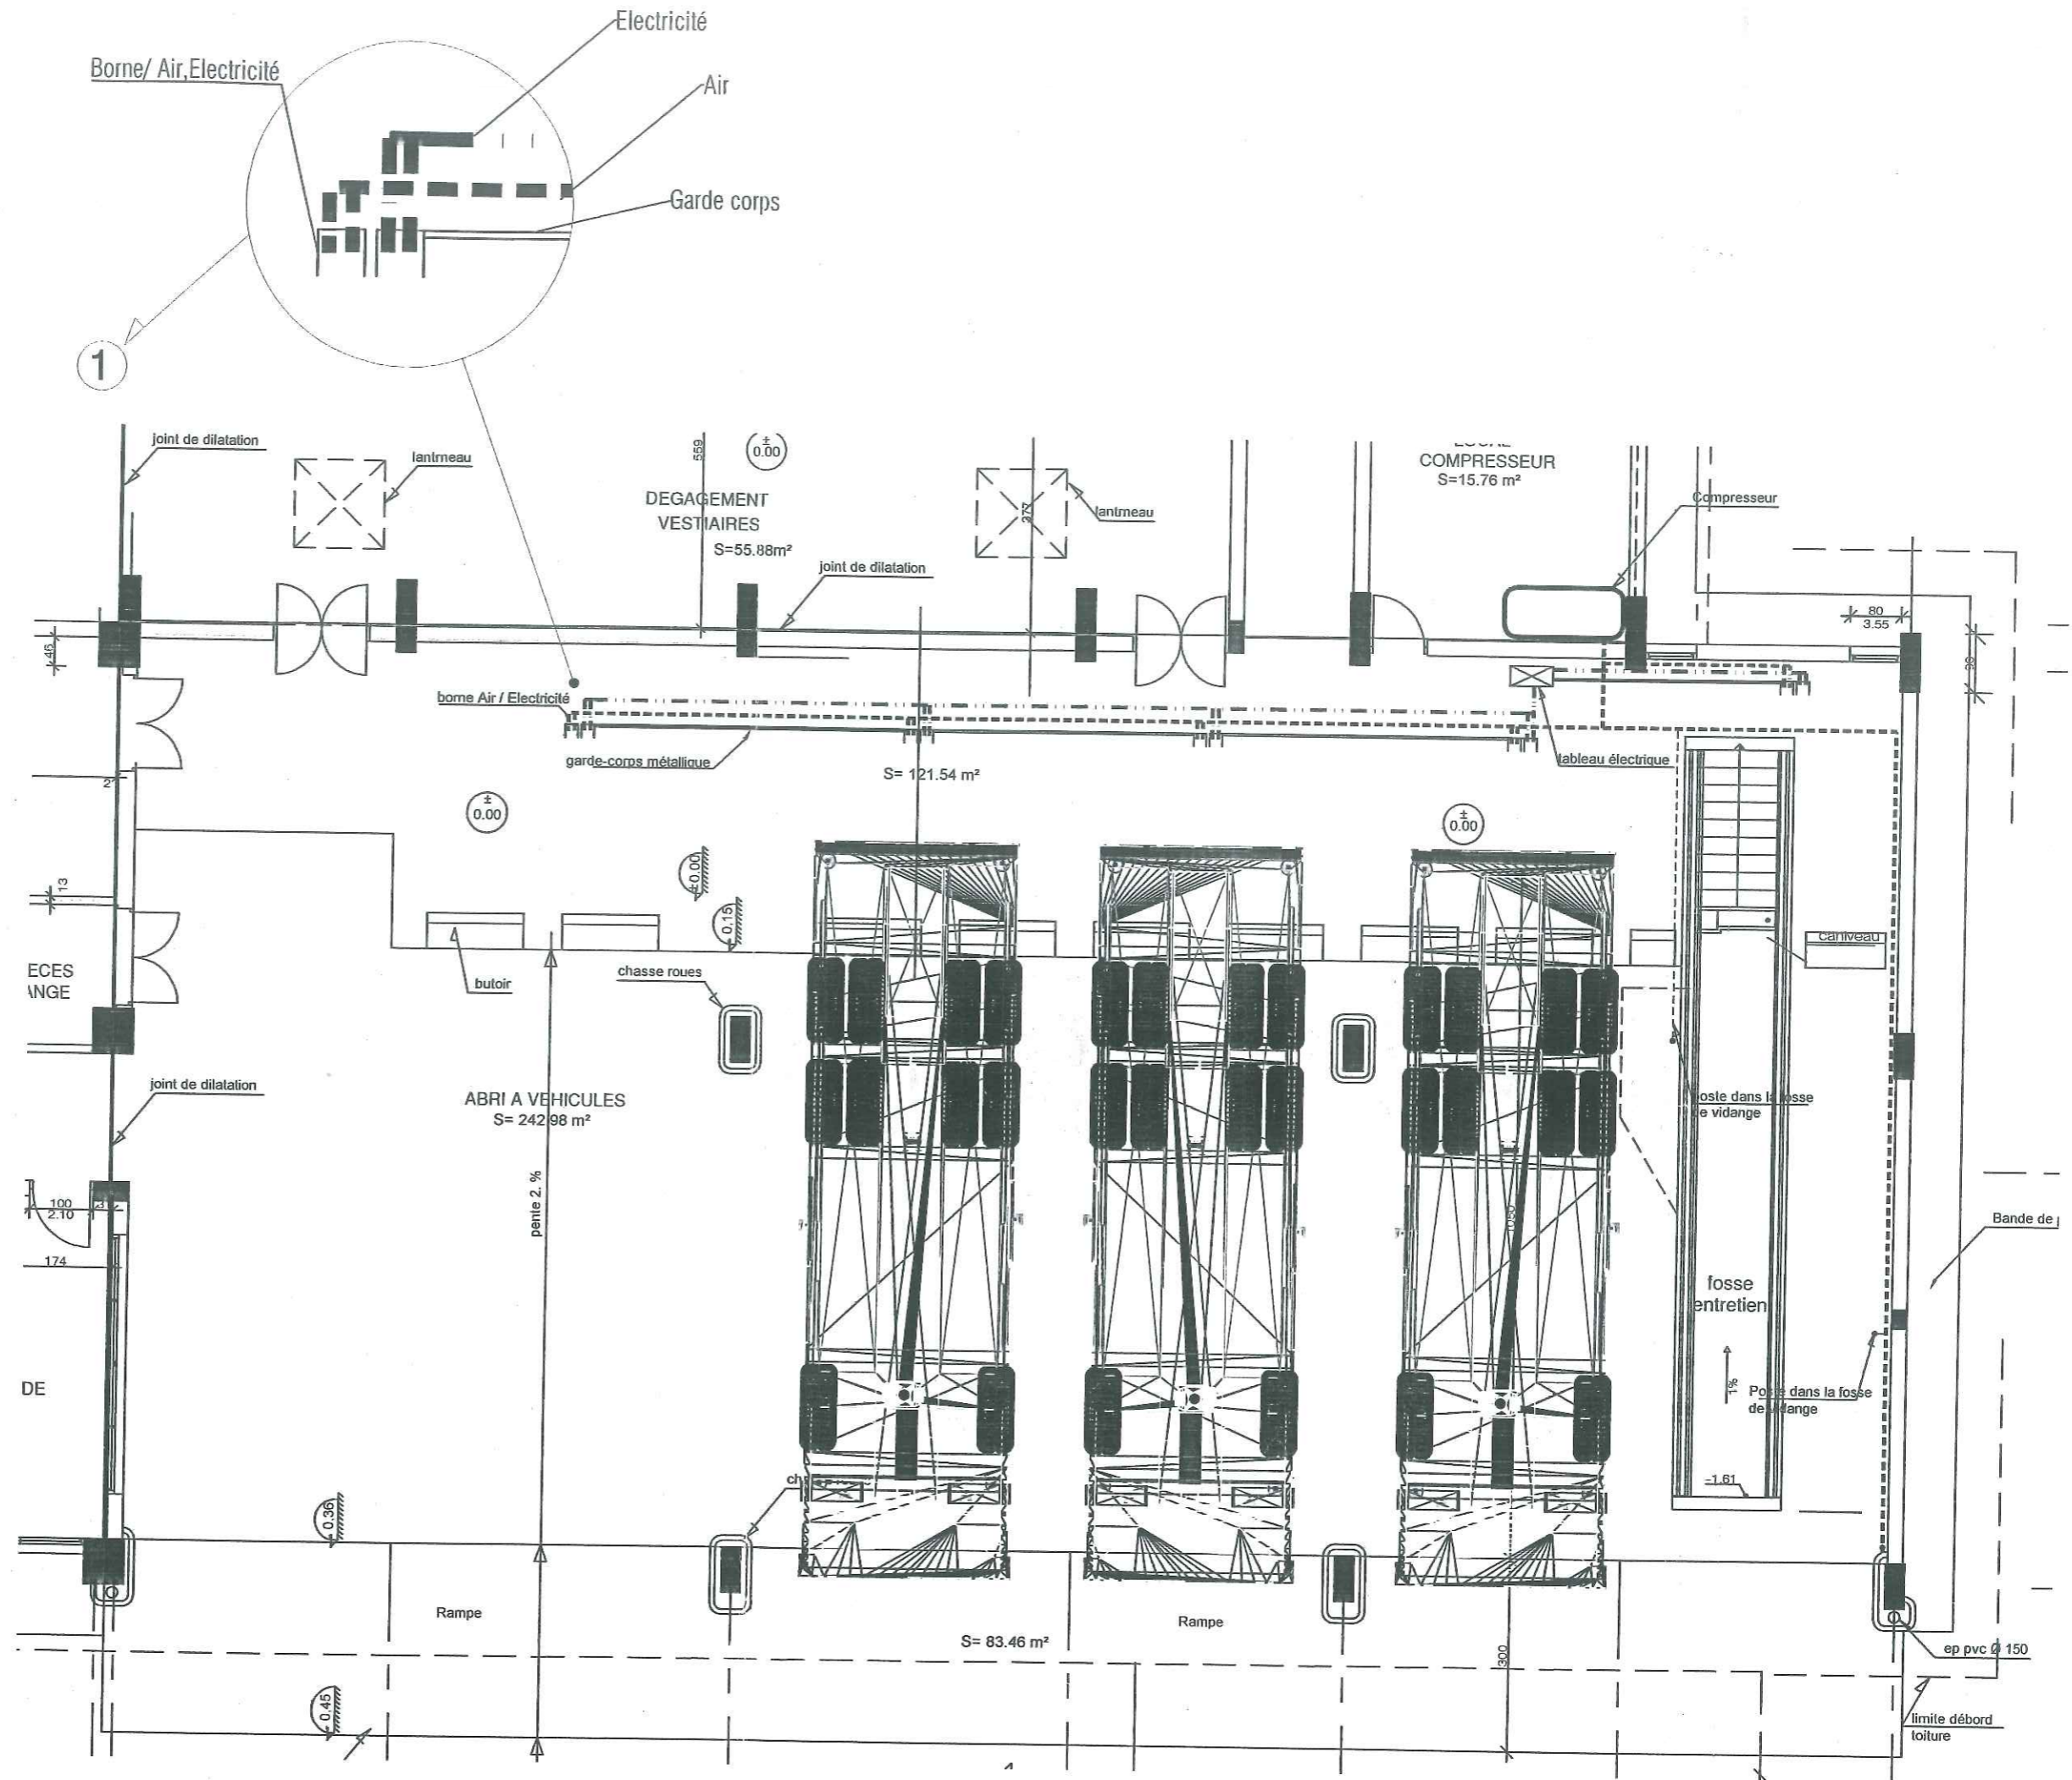 Electricité
Borne/ Air,Electricité
Air
Garde corps
1
joint de dilatation
lantrneau
559
±
0.00
DEGAGEMENT
VESTIAIRES
S=55.88m²
277
lantrneau
COMPRESSEUR
S=15.76 m²
Compresseur
joint de dilatation
80
3.55
46
90
borne Air / Electricité
garde-corps métallique
S= 121.54 m²
tableau électrique
2
±
0.00
±
0.00
±0.00
0,15
13
ECES
ANGE
butoir
chasse roues
caniveau
joint de dilatation
ABRI A VEHICULES
S= 242.98 m²
poste dans la fosse
de vidange
pente 2. %
100
2.10
174
1050
Bande de
fosse
entretien
1%
Poste dans la fosse
de vidange
DE
ch
-1.61
- 0.36
Rampe
Rampe
S= 83.46 m²
300
ep pvc Ø 150
- 0.45
limite débord
toiture